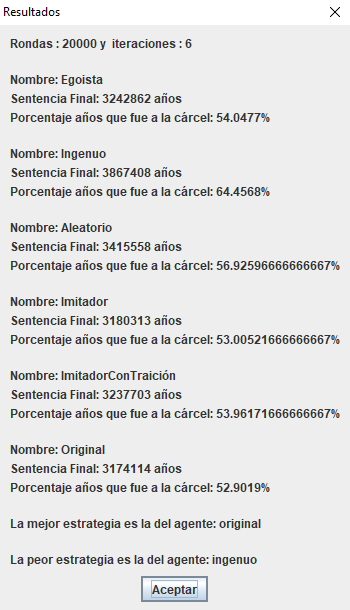 Resultados
Rondas : 20000 y iteraciones : 6
Nombre: Egoista
Sentencia Final: 3242862 años
Porcentaje años que fue a la cárcel: 54.0477%
Nombre: Ingenuo
Sentencia Final: 3867408 años
Porcentaje años que fue a la cárcel: 64.4568%
Nombre: Aleatorio
Sentencia Final: 3415558 años
Porcentaje años que fue a la cárcel: 56.92596666666667%
Nombre: Imitador
Sentencia Final: 3180313 años
Porcentaje años que fue a la cárcel: 53.00521666666667%
Nombre: ImitadorConTraición
Sentencia Final: 3237703 años
Porcentaje años que fue a la cárcel: 53.96171666666667%
Nombre: Original
Sentencia Final: 3174114 años
Porcentaje años que fue a la cárcel: 52.9019%
La mejor estrategia es la del agente: original
La peor estrategia es la del agente: ingenuo
Aceptar